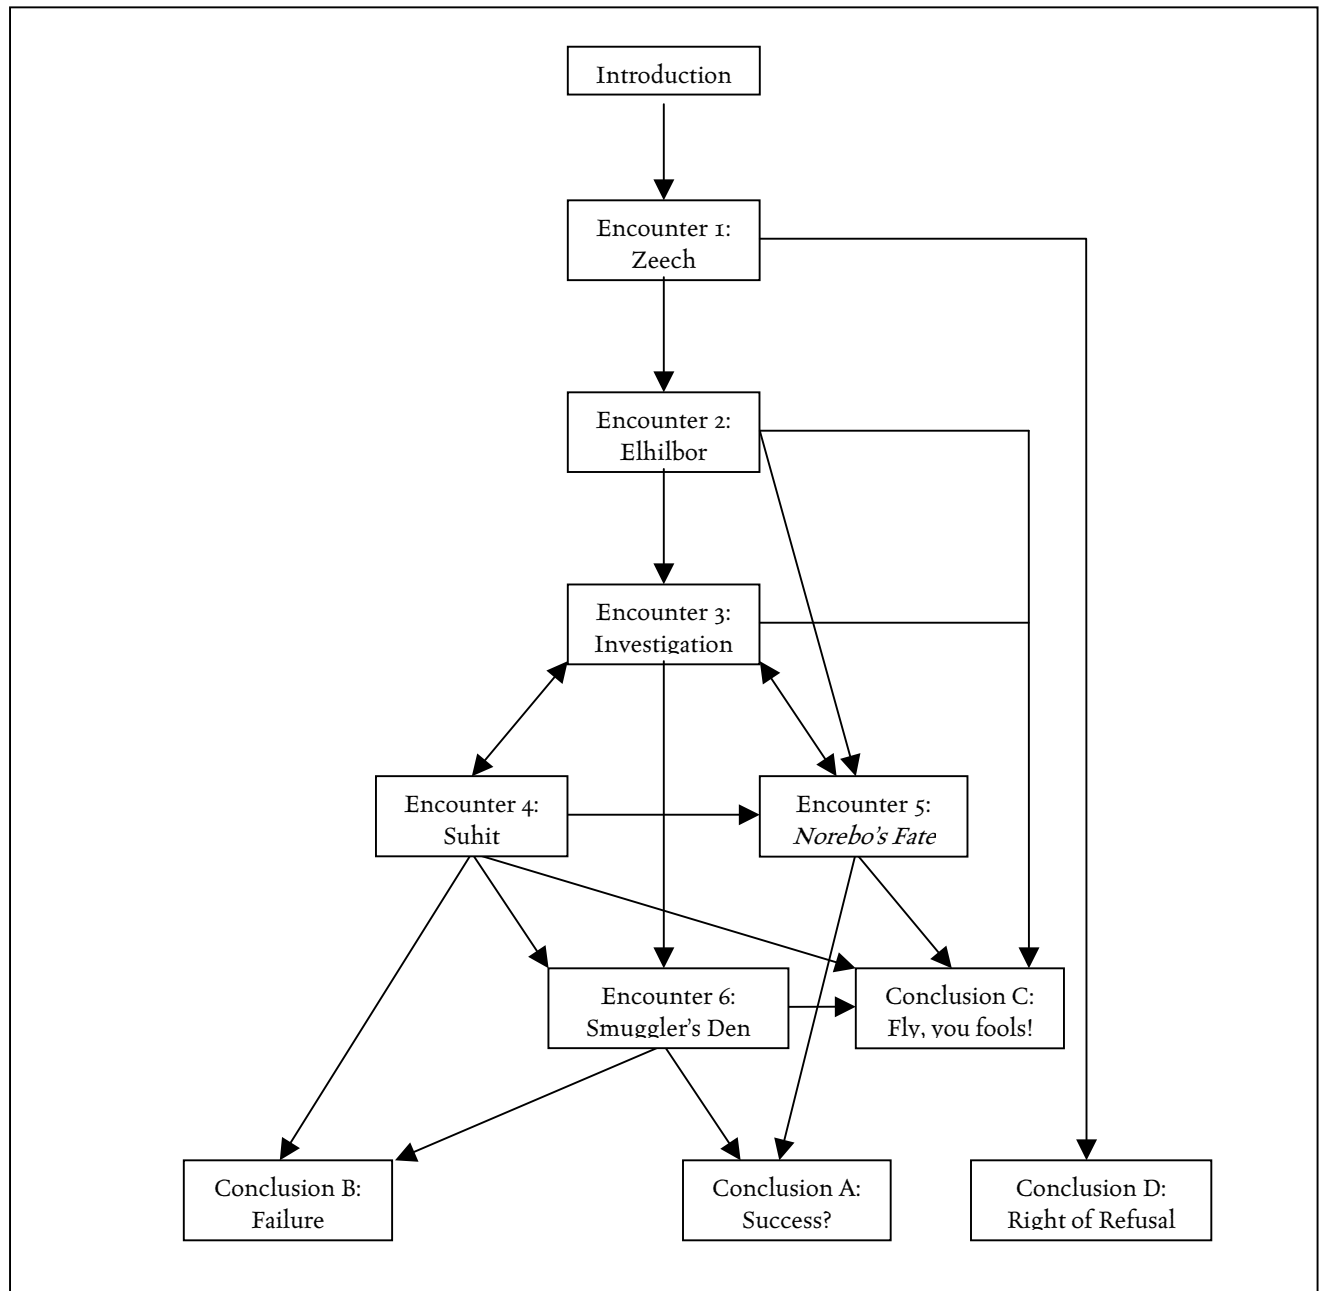 Introduction
Encounter 1:
Zeech
Encounter 2:
Elhilbor
Encounter 3:
Investigation
Encounter 4:
Suhit
Encounter 5:
Norebo's Fate
Encounter 6:
Smuggler's Den
Conclusion C:
Fly, you fools!
Conclusion B:
Failure
Conclusion A:
Success?
Conclusion D:
Right of Refusal